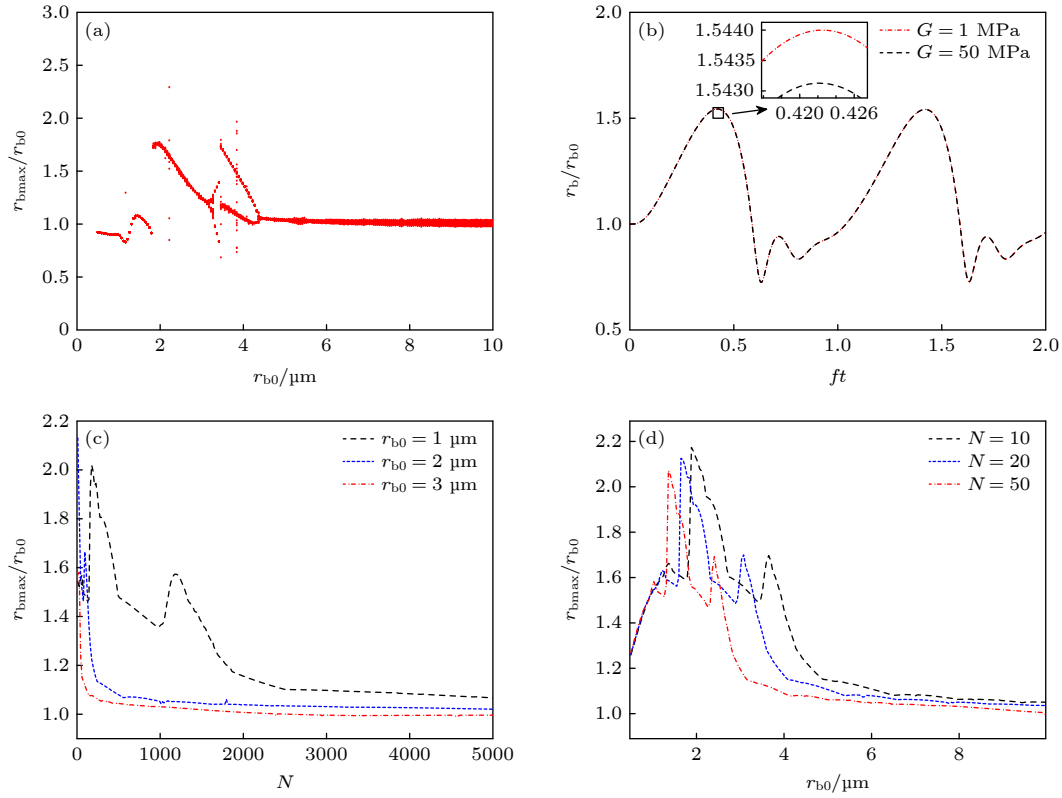 (a)
3.0
2.5
2.0
1.5
1.0
0.5
0
0 2 4 6 8 10
r_bmax/r_b0
r_b0/μm
(b)
G = 1 MPa
G = 50 MPa
1.5440
1.5435
1.5430
0.420 0.426
2.0
1.5
1.0
0.5
0 0.5 1.0 1.5 2.0
r_b/r_b0
ft
(c)
r_b0 = 1 μm
r_b0 = 2 μm
r_b0 = 3 μm
2.2
2.0
1.8
1.6
1.4
1.2
1.0
0 1000 2000 3000 4000 5000
r_bmax/r_b0
N
(d)
N = 10
N = 20
N = 50
2.2
2.0
1.8
1.6
1.4
1.2
1.0
2 4 6 8
r_bmax/r_b0
r_b0/μm